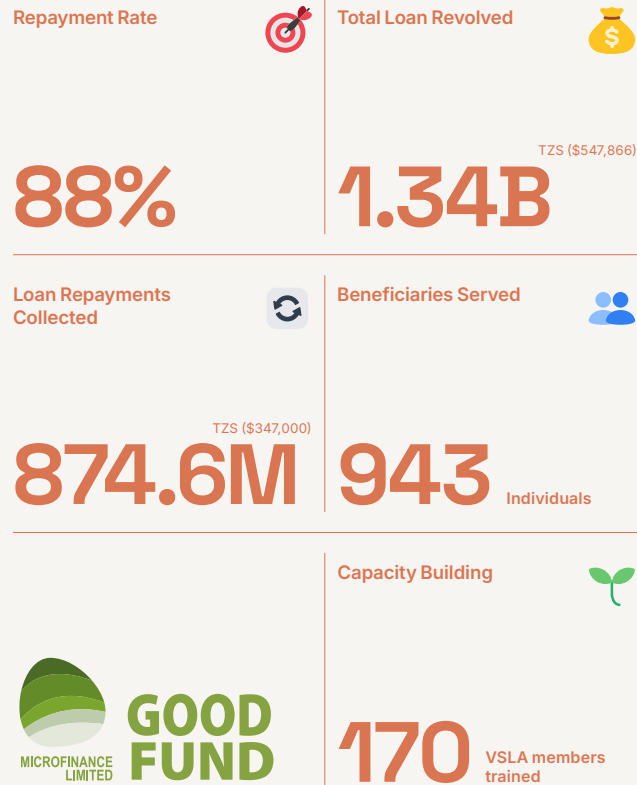 Repayment Rate
88%
Total Loan Revolved
TZS ($547,866)
1.34B
Loan Repayments
Collected
TZS ($347,000)
874.6M
Beneficiaries Served
943 Individuals
MICROFINANCE
LIMITED
GOOD
FUND
Capacity Building
170 VSLA members
trained